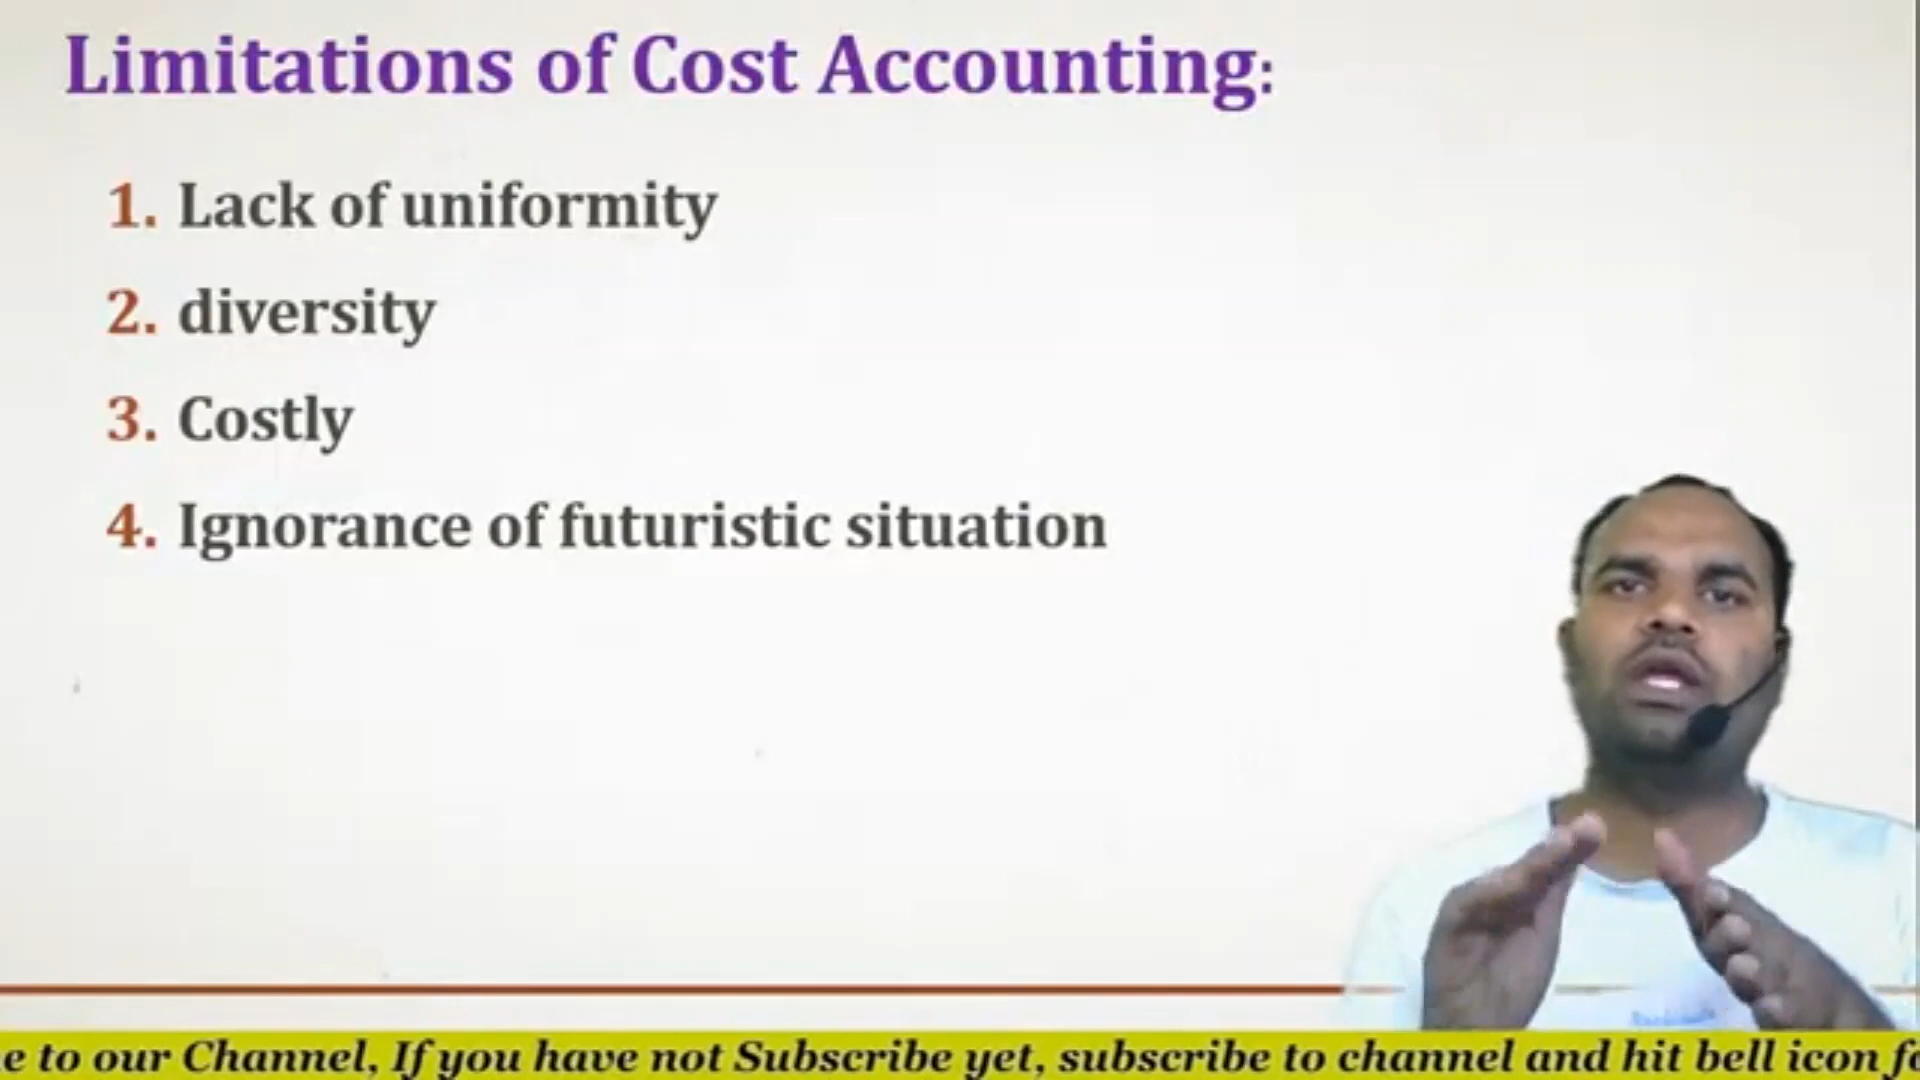 Limitations of Cost Accounting:
1. Lack of uniformity
2. diversity
3. Costly
4. Ignorance of futuristic situation
e to our Channel, If you have not Subscribe yet, subscribe to channel and hit bell icon fo